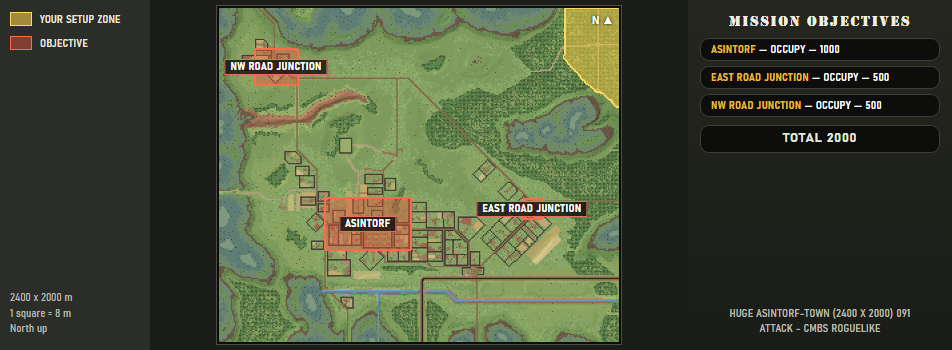 YOUR SETUP ZONE
OBJECTIVE
2400 x 2000 m
1 square = 8 m
North up
N ▲
NW ROAD JUNCTION
ASINTORF
EAST ROAD JUNCTION
MISSION OBJECTIVES
ASINTORF — OCCUPY — 1000
EAST ROAD JUNCTION — OCCUPY — 500
NW ROAD JUNCTION — OCCUPY — 500
TOTAL 2000
HUGE ASINTORF-TOWN (2400 X 2000) 091
ATTACK - CMBS ROGUELIKE